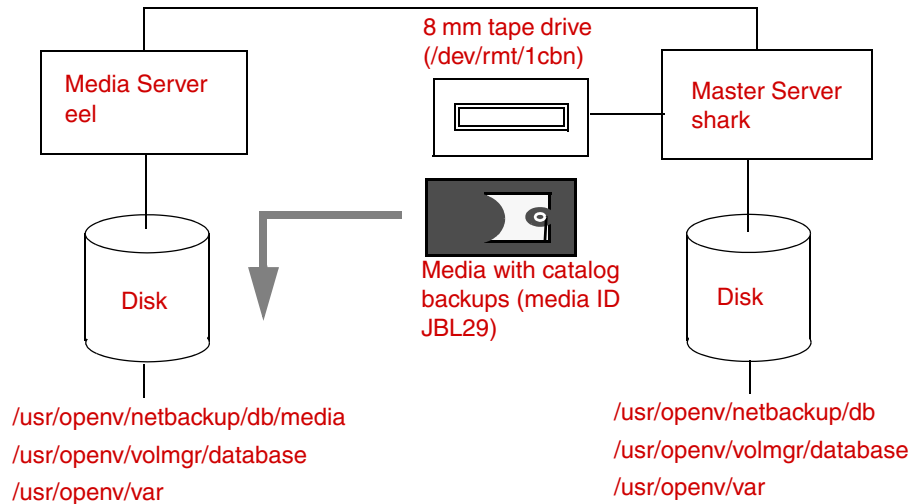 8 mm tape drive
(/dev/rmt/1cbn)
Media Server
eel
Master Server
shark
Media with catalog
backups (media ID
JBL29)
Disk
Disk
/usr/openv/netbackup/db/media
/usr/openv/volmgr/database
/usr/openv/var
/usr/openv/netbackup/db
/usr/openv/volmgr/database
/usr/openv/var